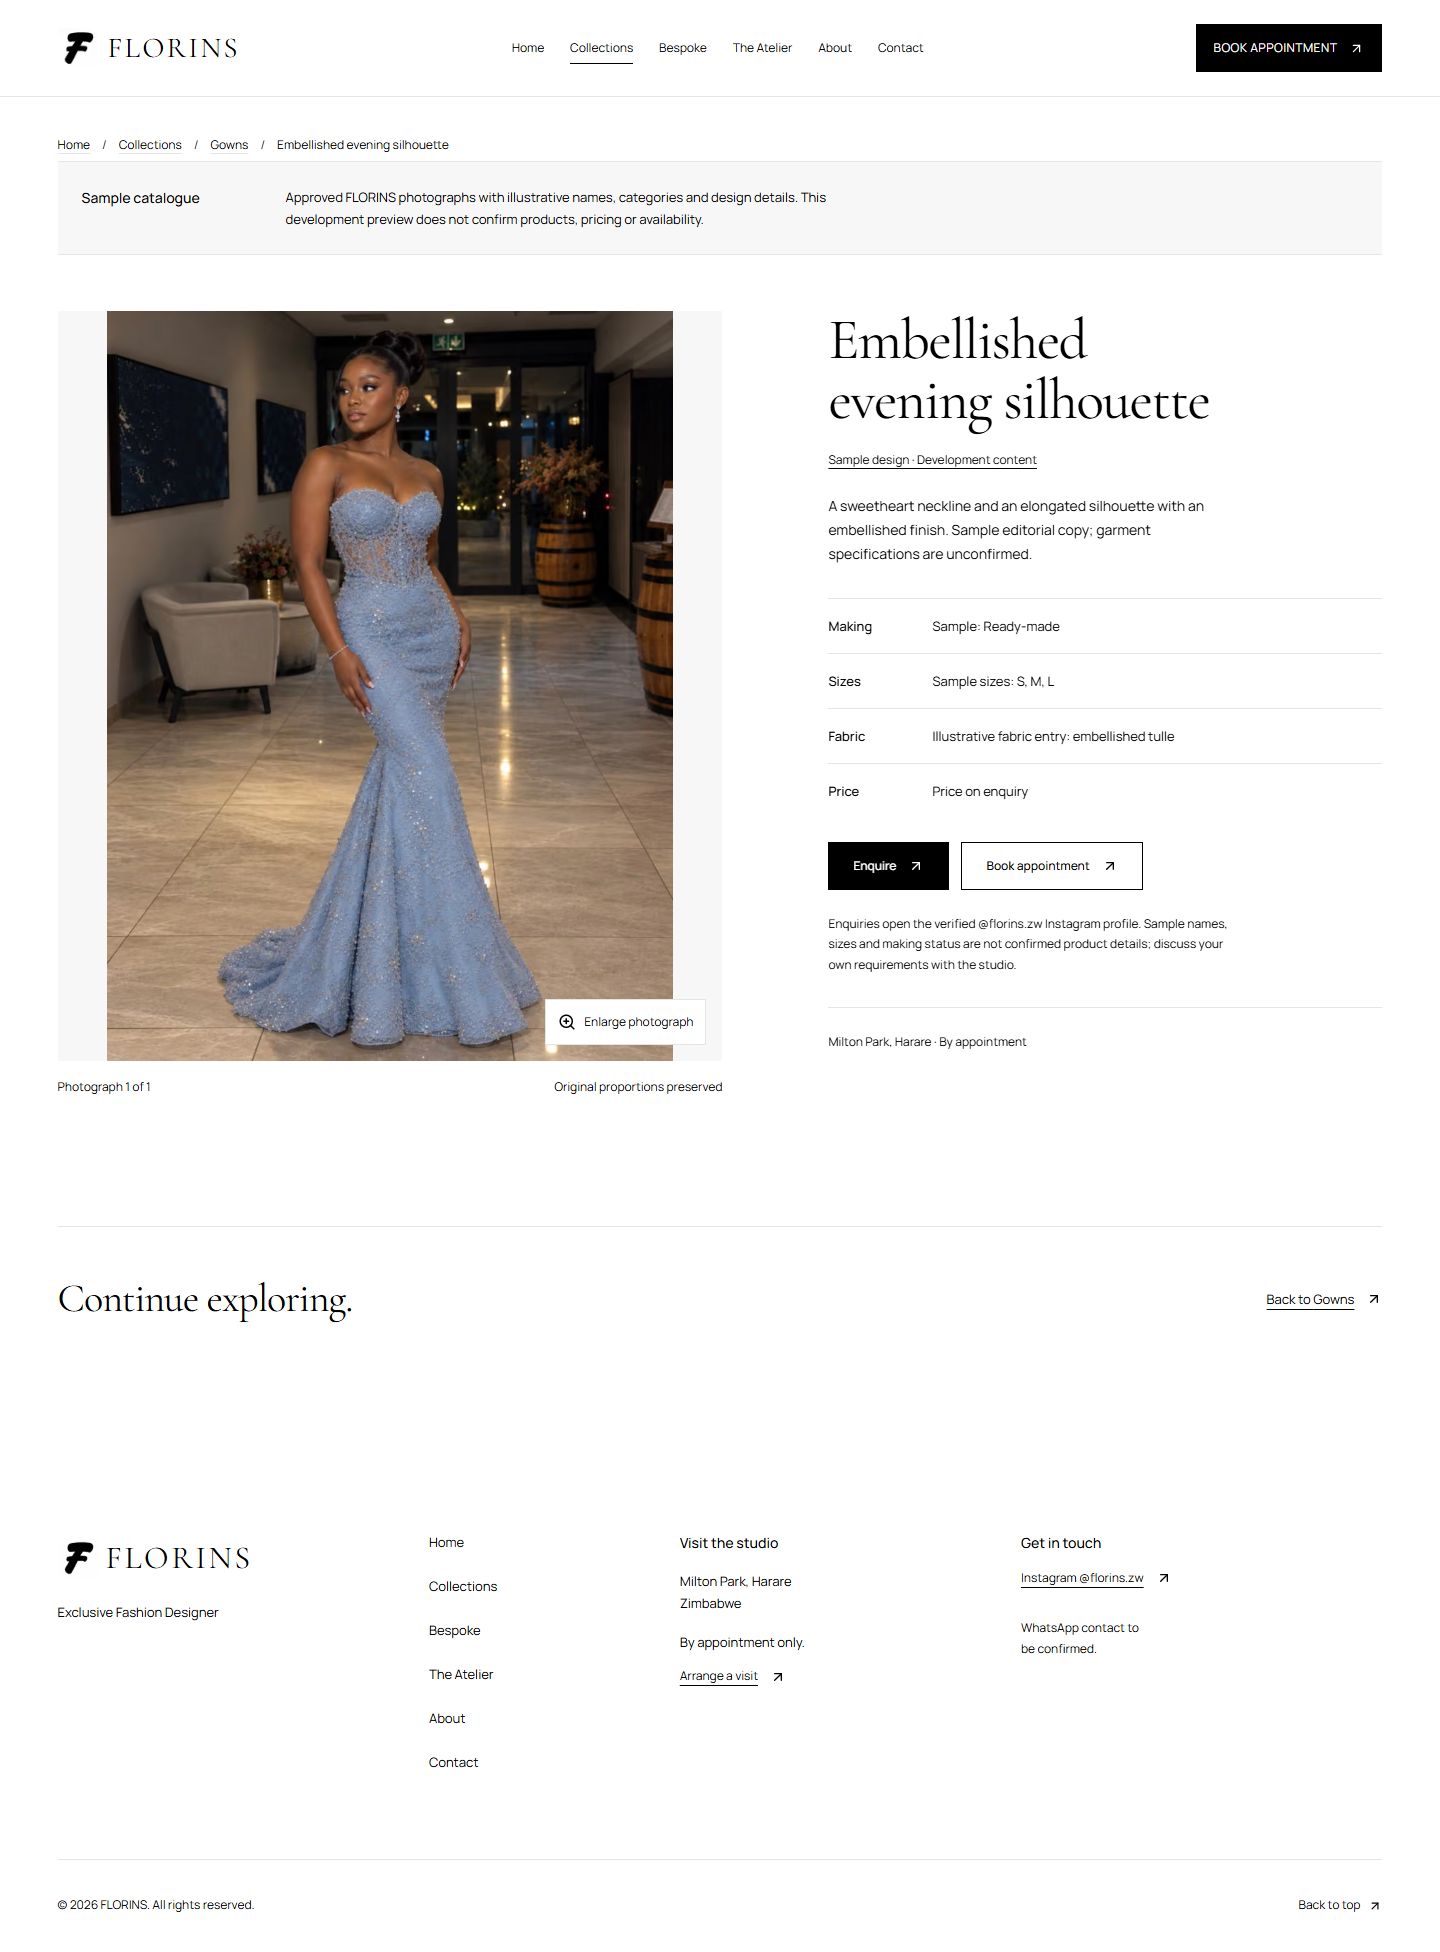 F FLORINS
Home Collections Bespoke The Atelier About Contact
BOOK APPOINTMENT
Home / Collections / Gowns / Embellished evening silhouette
Sample catalogue
Approved FLORINS photographs with illustrative names, categories and design details. This
development preview does not confirm products, pricing or availability.
Embellished
evening silhouette
Sample design · Development content
A sweetheart neckline and an elongated silhouette with an
embellished finish. Sample editorial copy; garment
specifications are unconfirmed.
Making Sample: Ready-made
Sizes Sample sizes: S, M, L
Fabric Illustrative fabric entry: embellished tulle
Price Price on enquiry
Enquire Book appointment
Enquiries open the verified @florins.zw Instagram profile. Sample names,
sizes and making status are not confirmed product details; discuss your
own requirements with the studio.
Milton Park, Harare · By appointment
Enlarge photograph
Photograph 1 of 1 Original proportions preserved
Continue exploring.
Back to Gowns
F FLORINS
Exclusive Fashion Designer
Home
Collections
Bespoke
The Atelier
About
Contact
Visit the studio
Milton Park, Harare
Zimbabwe
By appointment only.
Arrange a visit
Get in touch
Instagram @florins.zw
WhatsApp contact to
be confirmed.
© 2026 FLORINS. All rights reserved.
Back to top